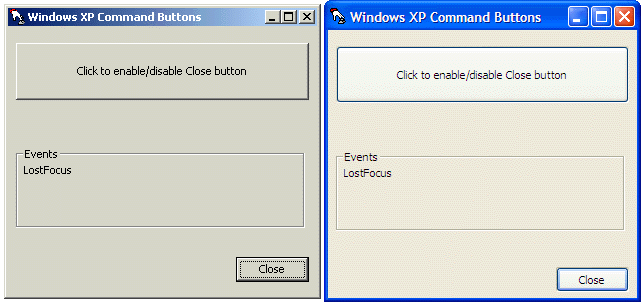 Windows XP Command Buttons
Click to enable/disable Close button
Events
LostFocus
Close
Windows XP Command Buttons
Click to enable/disable Close button
Events
LostFocus
Close